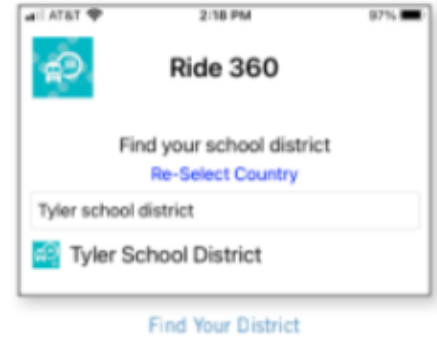 AT&T 2:18 PM 97%
Ride 360
Find your school district
Re-Select Country
Tyler school district
Tyler School District
Find Your District